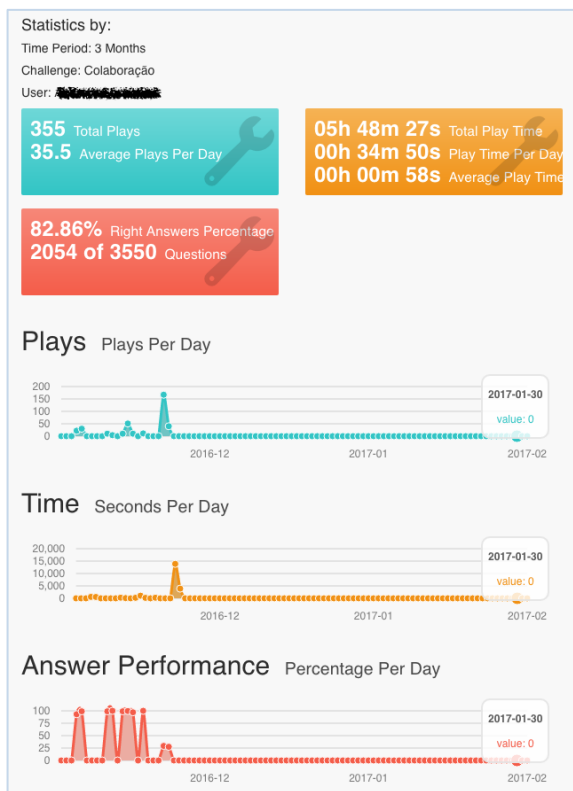 Statistics by:
Time Period: 3 Months
Challenge: Colaboração
User:
355 Total Plays
35.5 Average Plays Per Day
05h 48m 27s Total Play Time
00h 34m 50s Play Time Per Day
00h 00m 58s Average Play Time
82.86% Right Answers Percentage
2054 of 3550 Questions
Plays Plays Per Day
200
150
100
50
0
2016-12
2017-01
2017-02
2017-01-30
value: 0
Time Seconds Per Day
20,000
15,000
10,000
5,000
0
2016-12
2017-01
2017-02
2017-01-30
value: 0
Answer Performance Percentage Per Day
100
75
50
25
0
2016-12
2017-01
2017-02
2017-01-30
value: 0